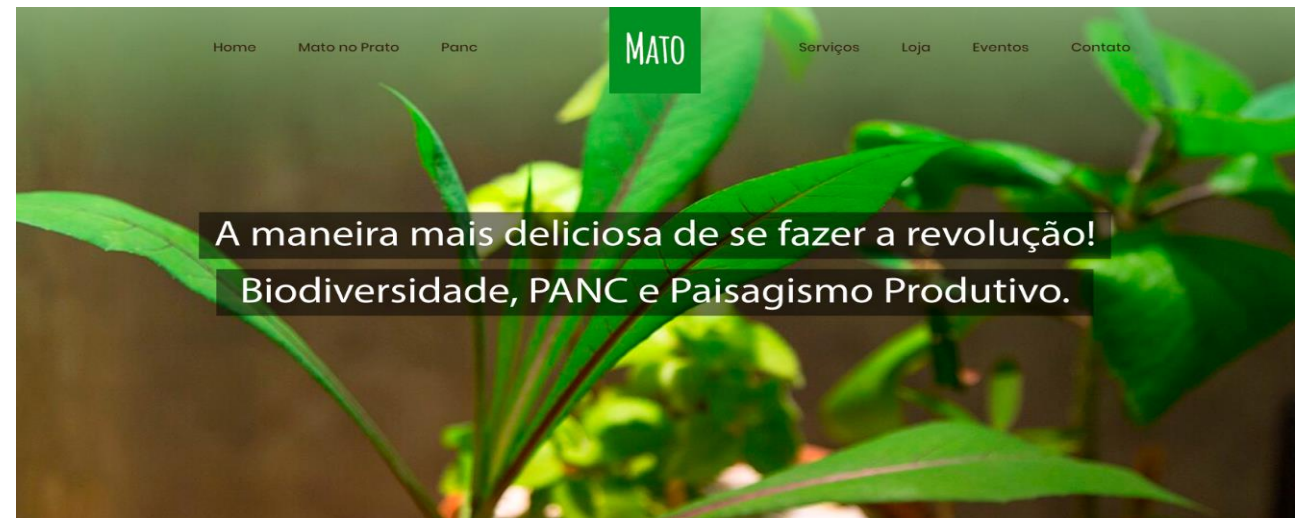 Home Mato no Prato Panc MATO Serviços Loja Eventos Contato
A maneira mais deliciosa de se fazer a revolução!
Biodiversidade, PANC e Paisagismo Produtivo.